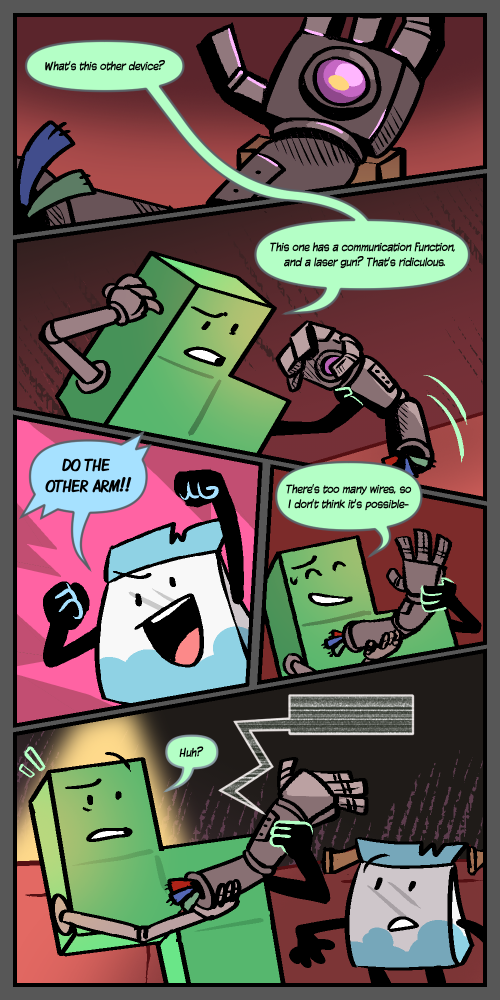 What's this other device?
This one has a communication function,
and a laser gun? That's ridiculous.
DO THE
OTHER ARM!!
There's too many wires, so
I don't think it's possible-
Huh?